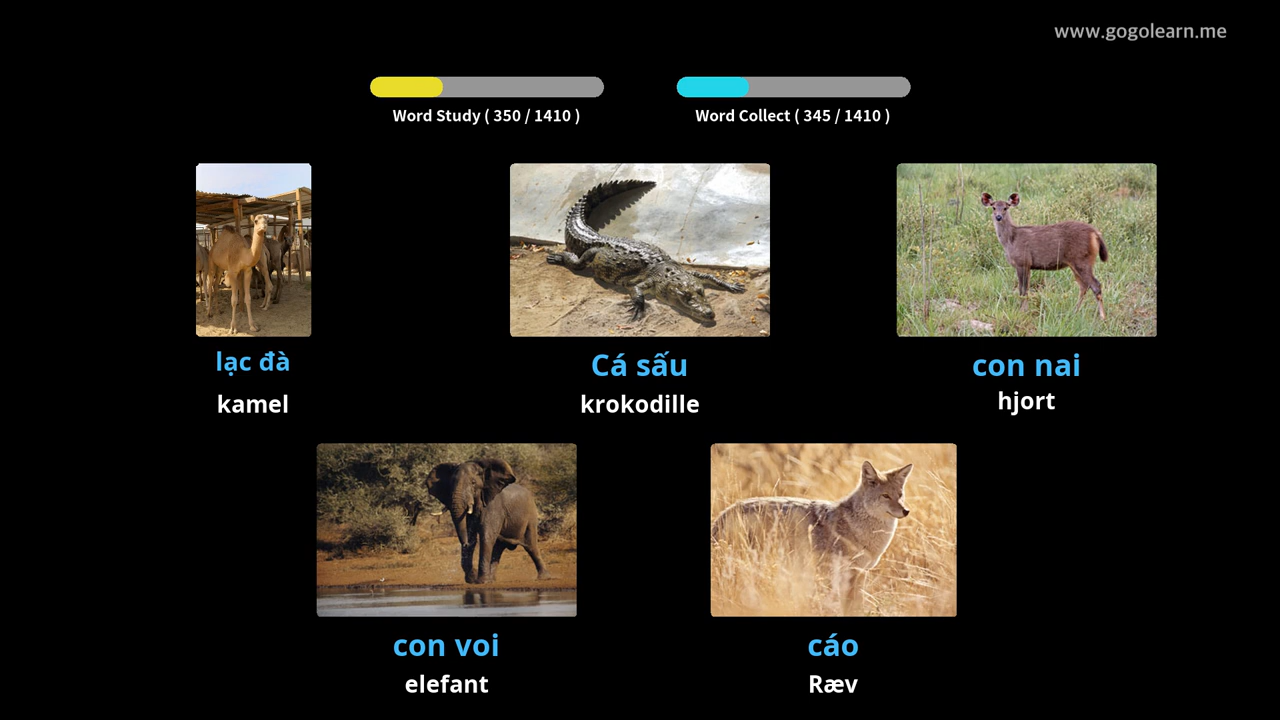 www.gogolearn.me
Word Study ( 350 / 1410 )
Word Collect ( 345 / 1410 )
lạc đà
kamel
Cá sấu
krokodille
con nai
hjort
con voi
elefant
cáo
Ræv